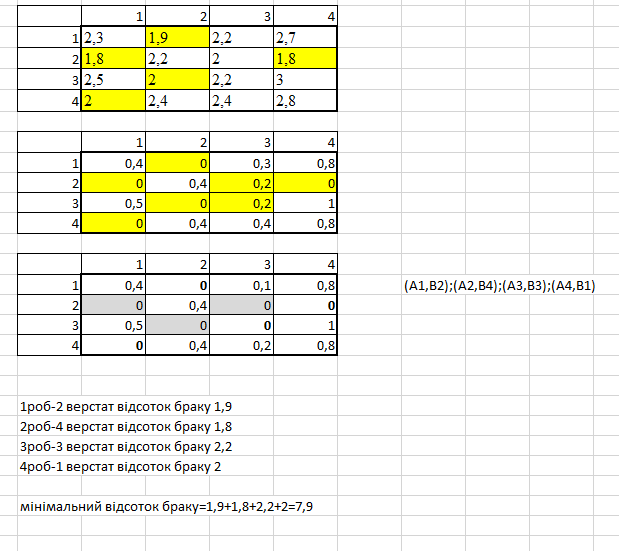 1 2 3 4
1 2,3 1,9 2,2 2,7
2 1,8 2,2 2 1,8
3 2,5 2 2,2 3
4 2 2,4 2,4 2,8
1 2 3 4
1 0,4 0 0,3 0,8
2 0 0,4 0,2 0
3 0,5 0 0,2 1
4 0 0,4 0,4 0,8
1 2 3 4
1 0,4 0 0,1 0,8 (A1,B2);(A2,B4);(A3,B3);(A4,B1)
2 0 0,4 0 0
3 0,5 0 0 1
4 0 0,4 0,2 0,8
1роб-2 верстат відсоток браку 1,9
2роб-4 верстат відсоток браку 1,8
3роб-3 верстат відсоток браку 2,2
4роб-1 верстат відсоток браку 2
мінімальний відсоток браку=1,9+1,8+2,2+2=7,9